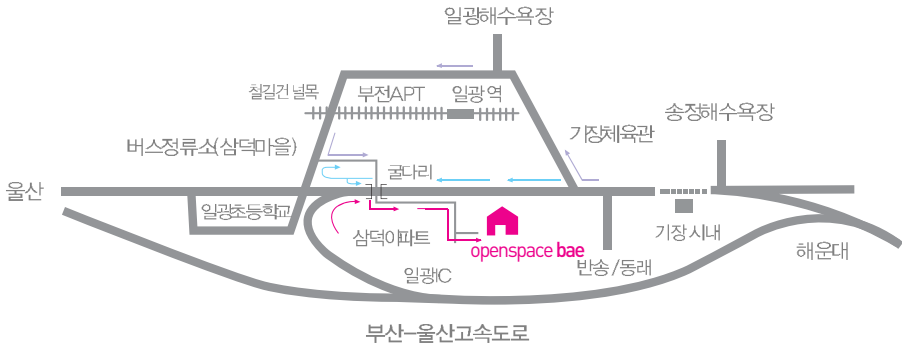 일광해수욕장
철길건널목
부전APT
일광역
송정해수욕장
기장체육관
버스정류소(삼덕마을)
굴다리
울산
일광초등학교
삼덕아파트
openspace bae
기장 시내
해운대
반송/동래
일광IC
부산-울산고속도로